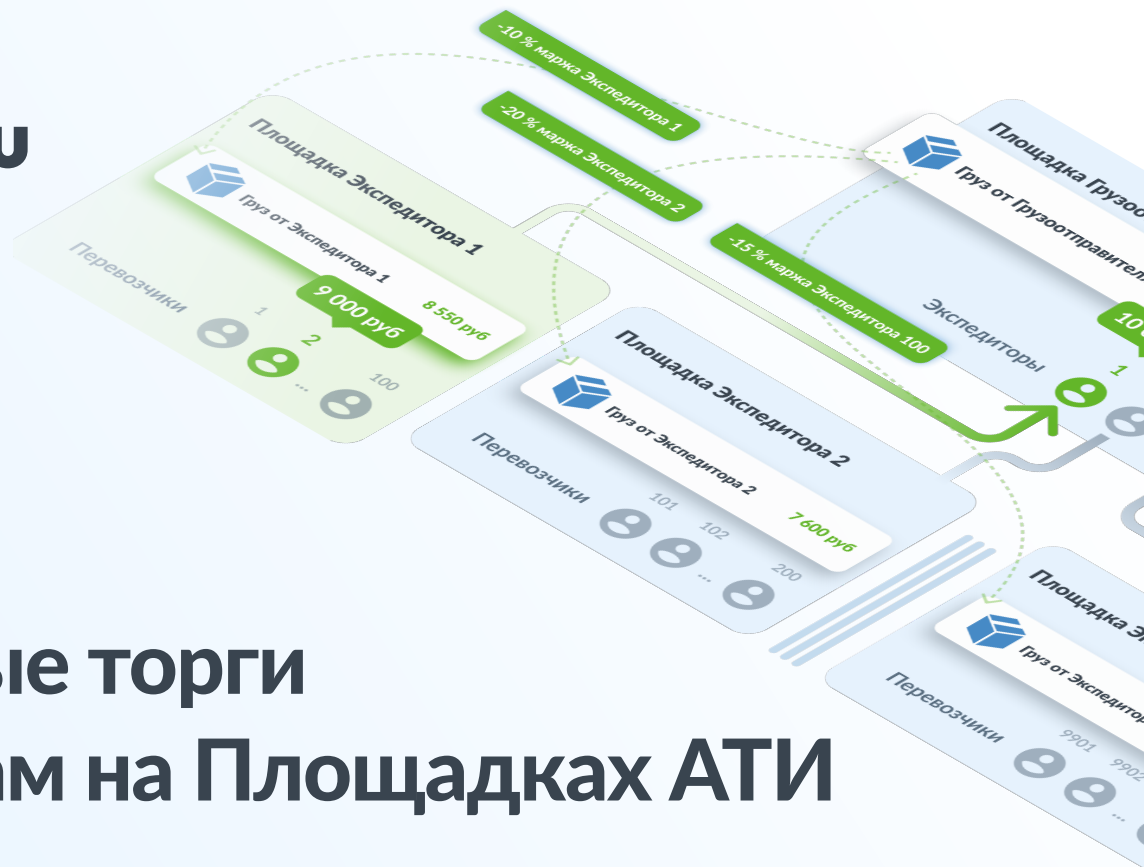 -10 % маржа Экспедитора 1
-20 % маржа Экспедитора 2
-15 % маржа Экспедитора 100
u
Площадка Экспедитора 1
Груз от Экспедитора 1
8 550 руб
9 000 руб
Перевозчики
1
2
...
100
Площадка Грузоо
Груз от Грузоотправител
10
Экспедиторы
1
Площадка Экспедитора 2
Груз от Экспедитора 2
7 600 руб
Перевозчики
101
102
...
200
Площадка Э
Груз от Экспедитор
Перевозчики
9901
9902
...
ые торги
ам на Площадках АТИ